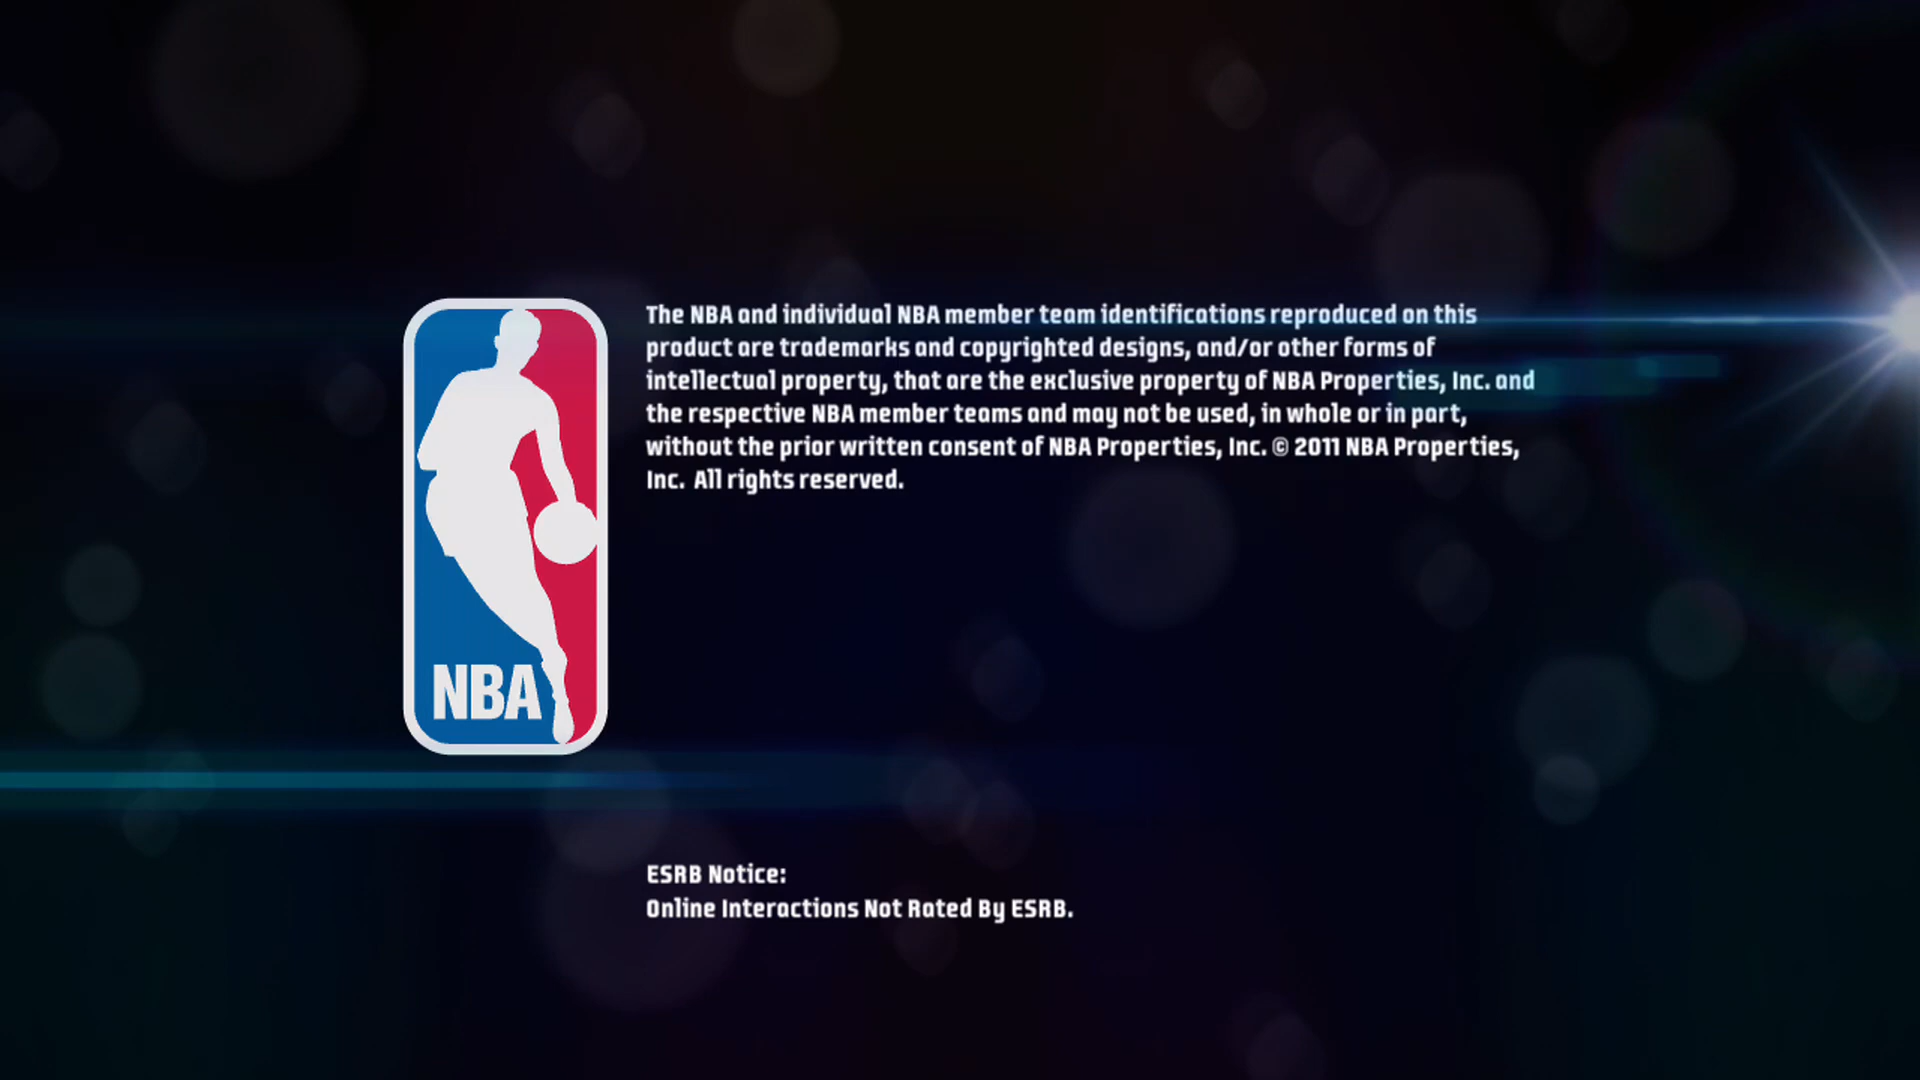 The NBA and individual NBA member team identifications reproduced on this
product are trademarks and copyrighted designs, and/or other forms of
intellectual property, that are the exclusive property of NBA Properties, Inc. and
the respective NBA member teams and may not be used, in whole or in part,
without the prior written consent of NBA Properties, Inc. © 2011 NBA Properties,
Inc. All rights reserved.
NBA
ESRB Notice:
Online Interactions Not Rated By ESRB.